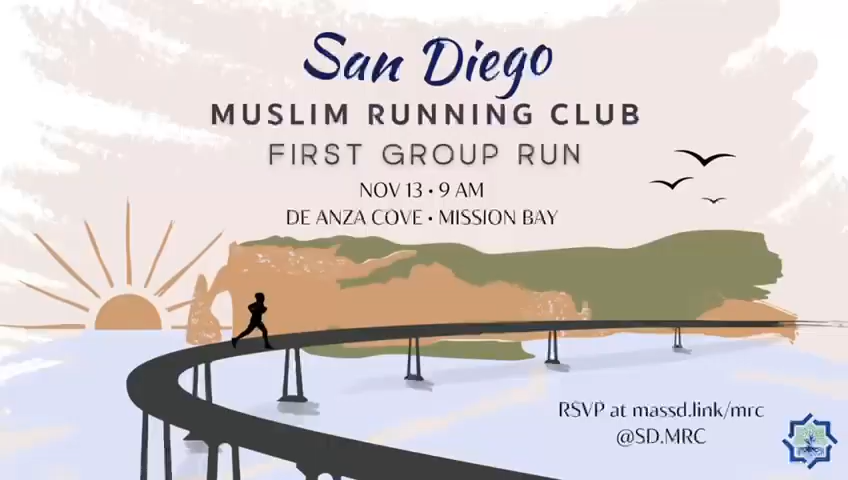 San Diego
MUSLIM RUNNING CLUB
FIRST GROUP RUN
NOV 13 • 9 AM
DE ANZA COVE • MISSION BAY
RSVP at massd.link/mrc
@SD.MRC